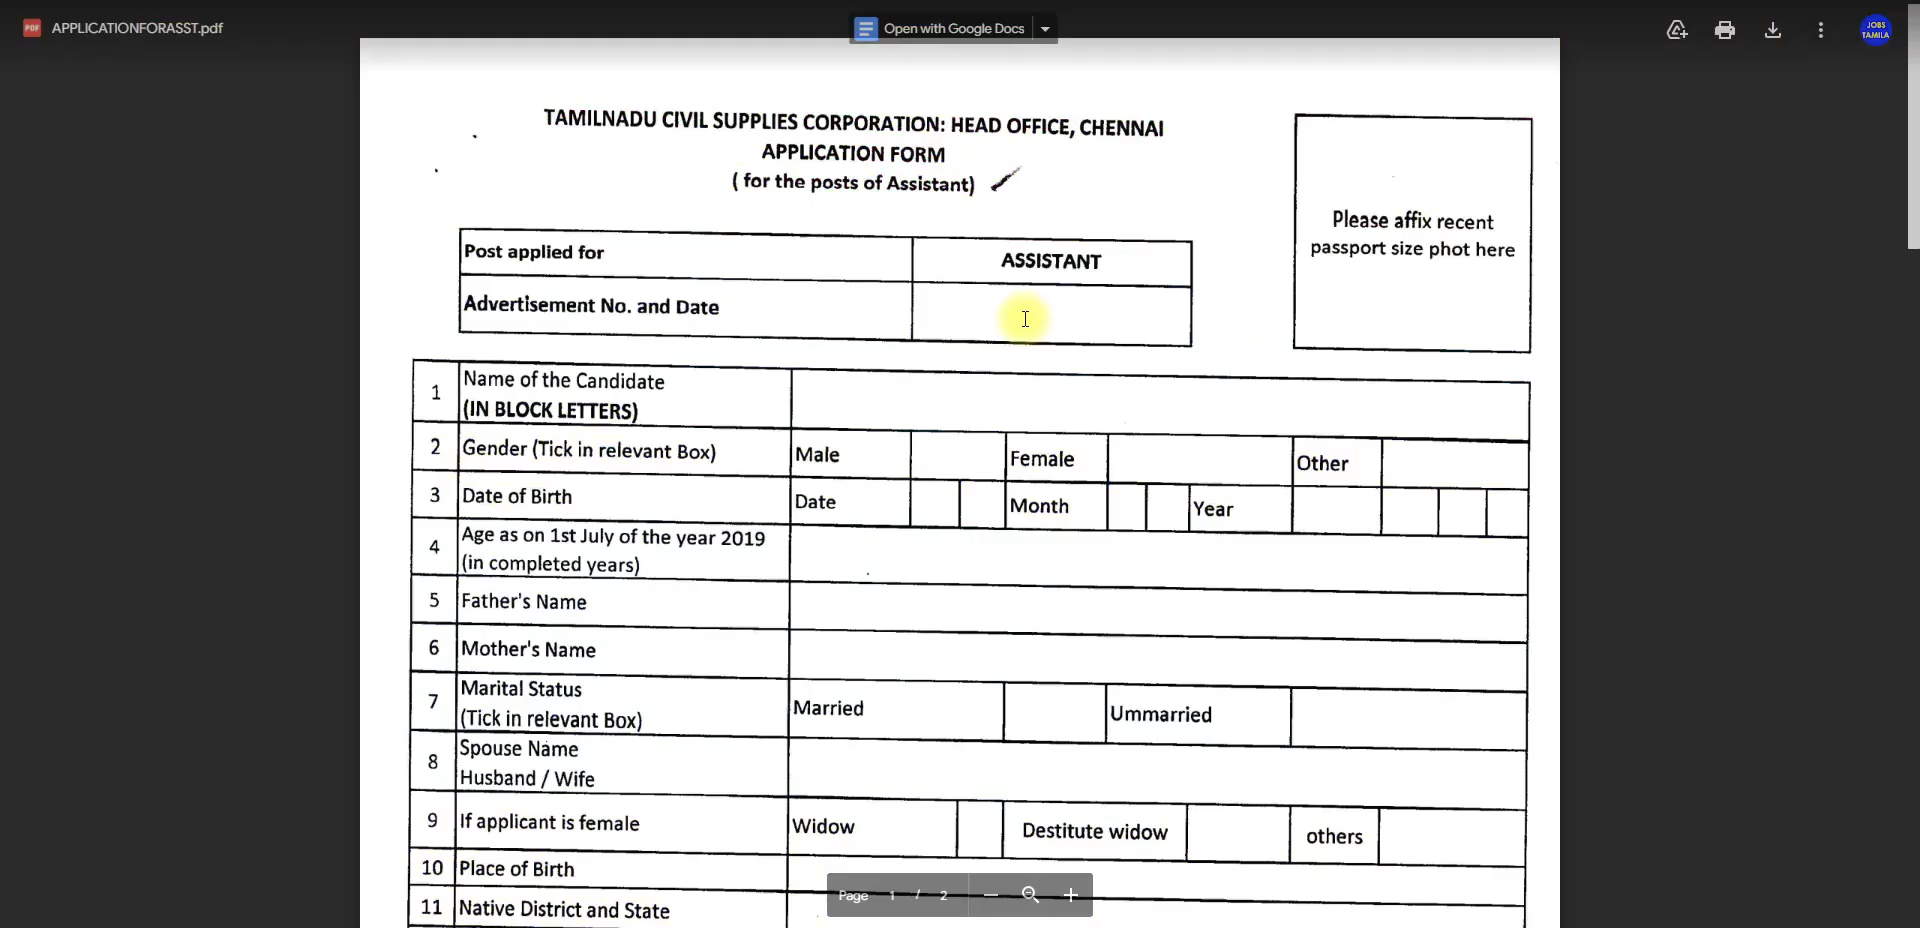 APPLICATIONFORASST.pdf
Open with Google Docs
JOBS
TAMILA
TAMILNADU CIVIL SUPPLIES CORPORATION: HEAD OFFICE, CHENNAI
APPLICATION FORM
( for the posts of Assistant)
Please affix recent
passport size phot here
Post applied for ASSISTANT
Advertisement No. and Date
1 Name of the Candidate
(IN BLOCK LETTERS)
2 Gender (Tick in relevant Box) Male Female Other
3 Date of Birth Date Month Year
4 Age as on 1st July of the year 2019
(in completed years)
5 Father's Name
6 Mother's Name
7 Marital Status
(Tick in relevant Box) Married Ummarried
8 Spouse Name
Husband / Wife
9 If applicant is female Widow Destitute widow others
10 Place of Birth
11 Native District and State
Page 1 / 2